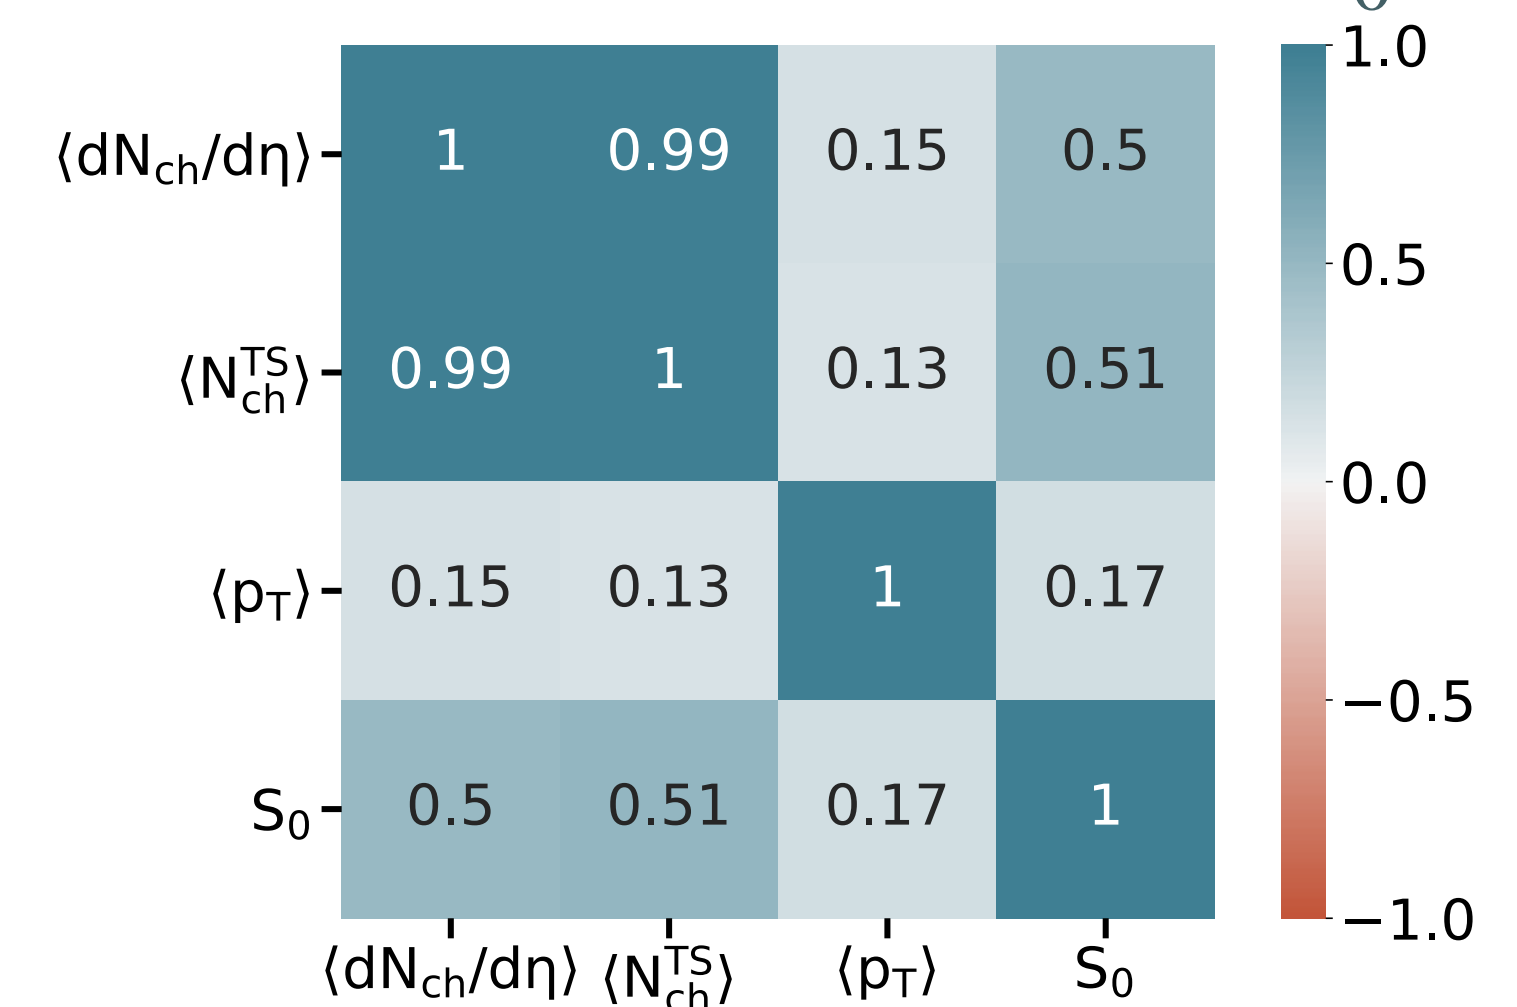 1.0
⟨dN_ch/dη⟩ 1 0.99 0.15 0.5
0.5
⟨N_ch^TS⟩ 0.99 1 0.13 0.51
0.0
⟨p_T⟩ 0.15 0.13 1 0.17
−0.5
S_0 0.5 0.51 0.17 1
−1.0
⟨dN_ch/dη⟩ ⟨N_ch^TS⟩ ⟨p_T⟩ S_0